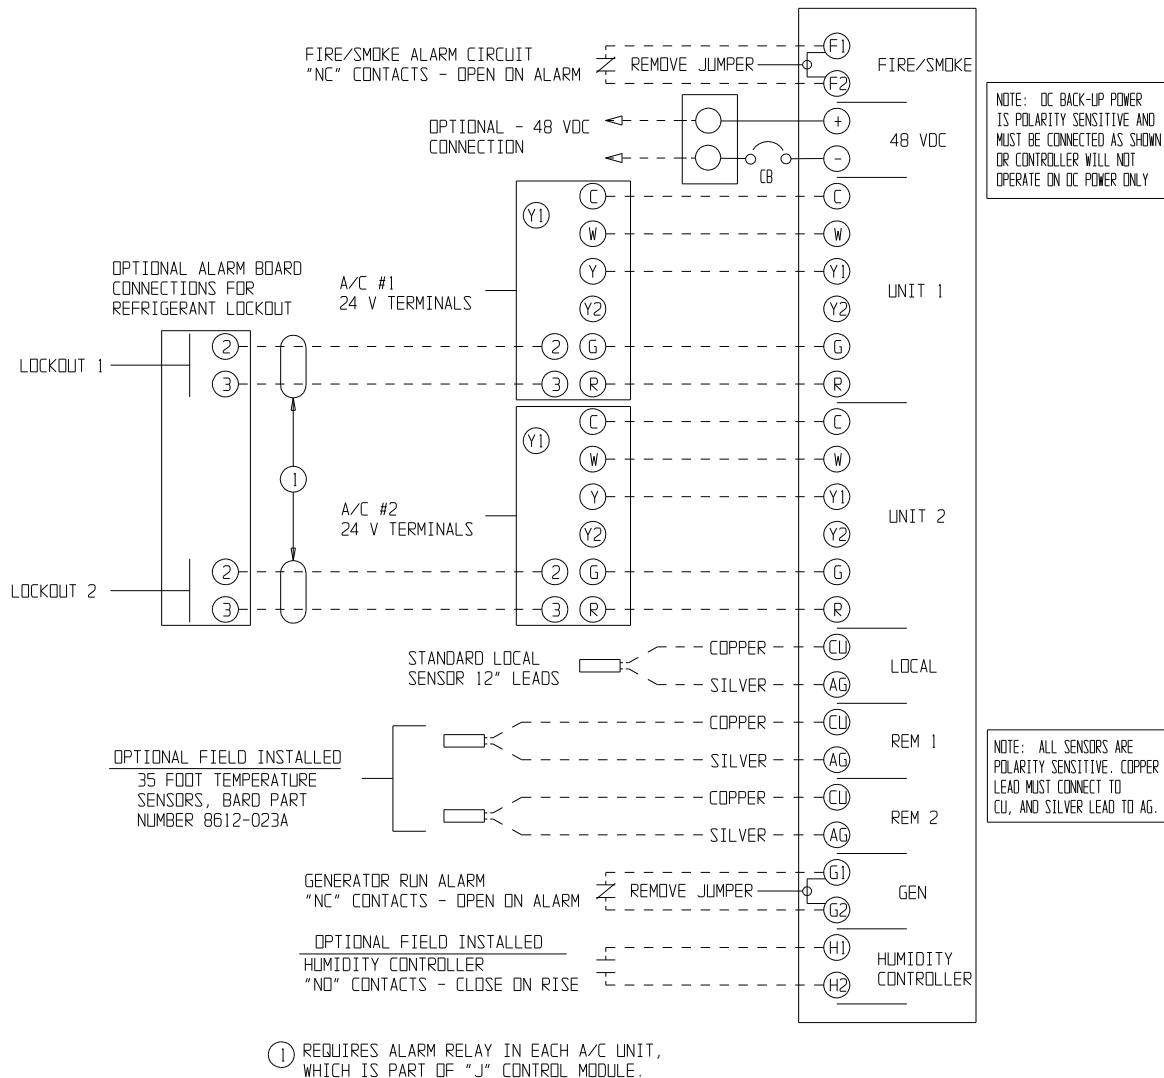 FIRE/SMOKE ALARM CIRCUIT
"NC" CONTACTS - OPEN ON ALARM
REMOVE JUMPER
F1
F2
FIRE/SMOKE
NOTE: DC BACK-UP POWER
IS POLARITY SENSITIVE AND
MUST BE CONNECTED AS SHOWN
OR CONTROLLER WILL NOT
OPERATE ON DC POWER ONLY
OPTIONAL - 48 VDC
CONNECTION
CB
+
-
48 VDC
OPTIONAL ALARM BOARD
CONNECTIONS FOR
REFRIGERANT LOCKOUT
LOCKOUT 1
2
3
A/C #1
24 V TERMINALS
Y1
C
W
Y
Y2
2
G
3
R
C
W
Y1
Y2
G
R
UNIT 1
1
LOCKOUT 2
2
3
A/C #2
24 V TERMINALS
Y1
C
W
Y
Y2
2
G
3
R
C
W
Y1
Y2
G
R
UNIT 2
STANDARD LOCAL
SENSOR 12" LEADS
COPPER
SILVER
CU
AG
LOCAL
OPTIONAL FIELD INSTALLED
35 FOOT TEMPERATURE
SENSORS, BARD PART
NUMBER 8612-023A
COPPER
SILVER
CU
AG
REM 1
COPPER
SILVER
CU
AG
REM 2
NOTE: ALL SENSORS ARE
POLARITY SENSITIVE. COPPER
LEAD MUST CONNECT TO
CU, AND SILVER LEAD TO AG.
GENERATOR RUN ALARM
"NC" CONTACTS - OPEN ON ALARM
REMOVE JUMPER
G1
G2
GEN
OPTIONAL FIELD INSTALLED
HUMIDITY CONTROLLER
"NO" CONTACTS - CLOSE ON RISE
H1
H2
HUMIDITY
CONTROLLER
1 REQUIRES ALARM RELAY IN EACH A/C UNIT,
WHICH IS PART OF "J" CONTROL MODULE.